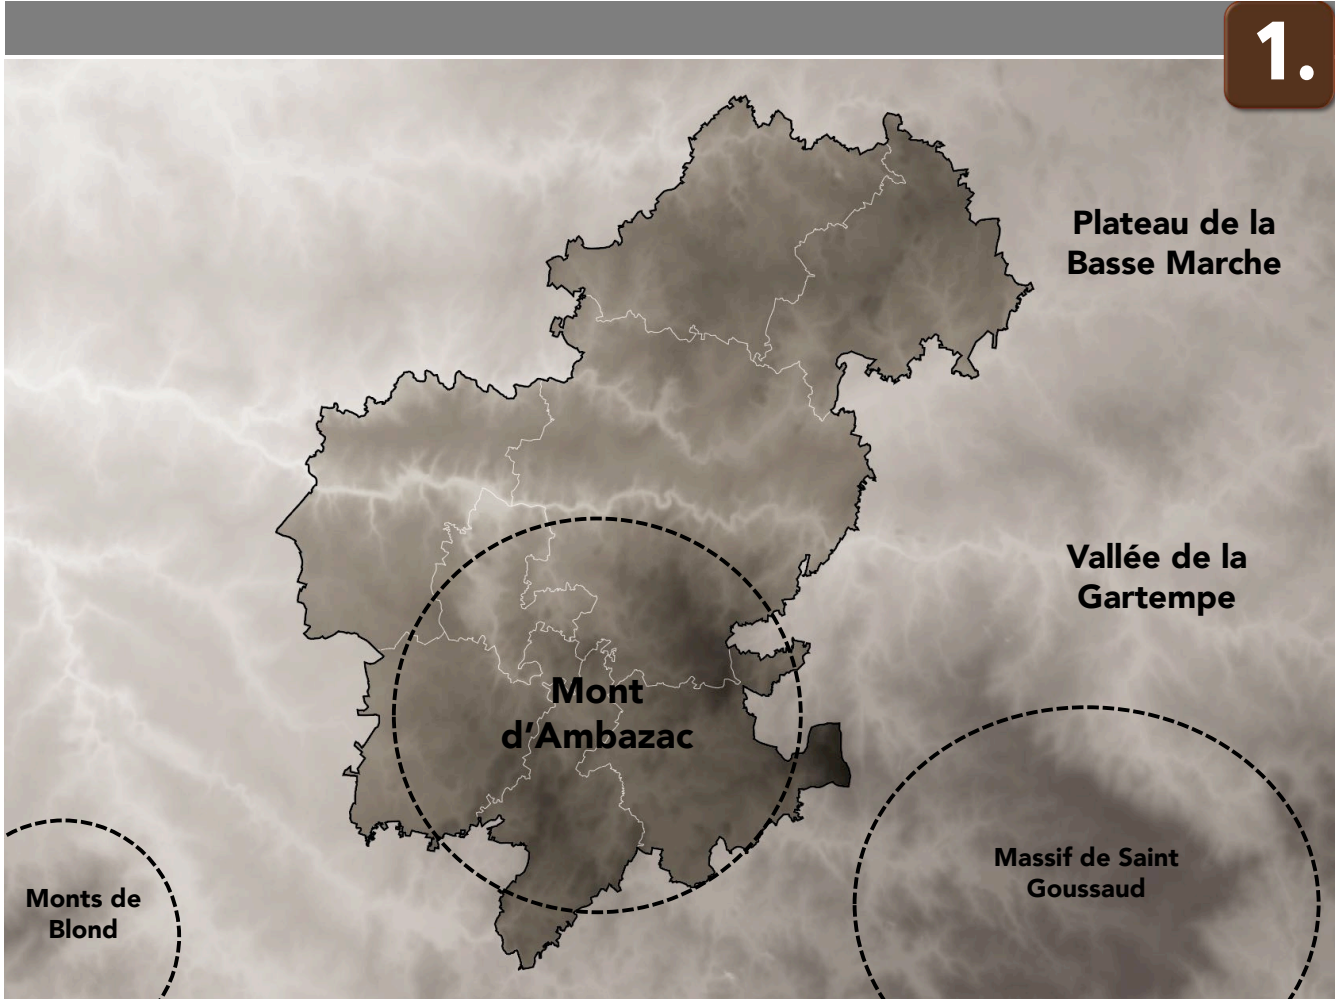 1.
Plateau de la
Basse Marche
Vallée de la
Gartempe
Mont
d’Ambazac
Massif de Saint
Goussaud
Monts de
Blond